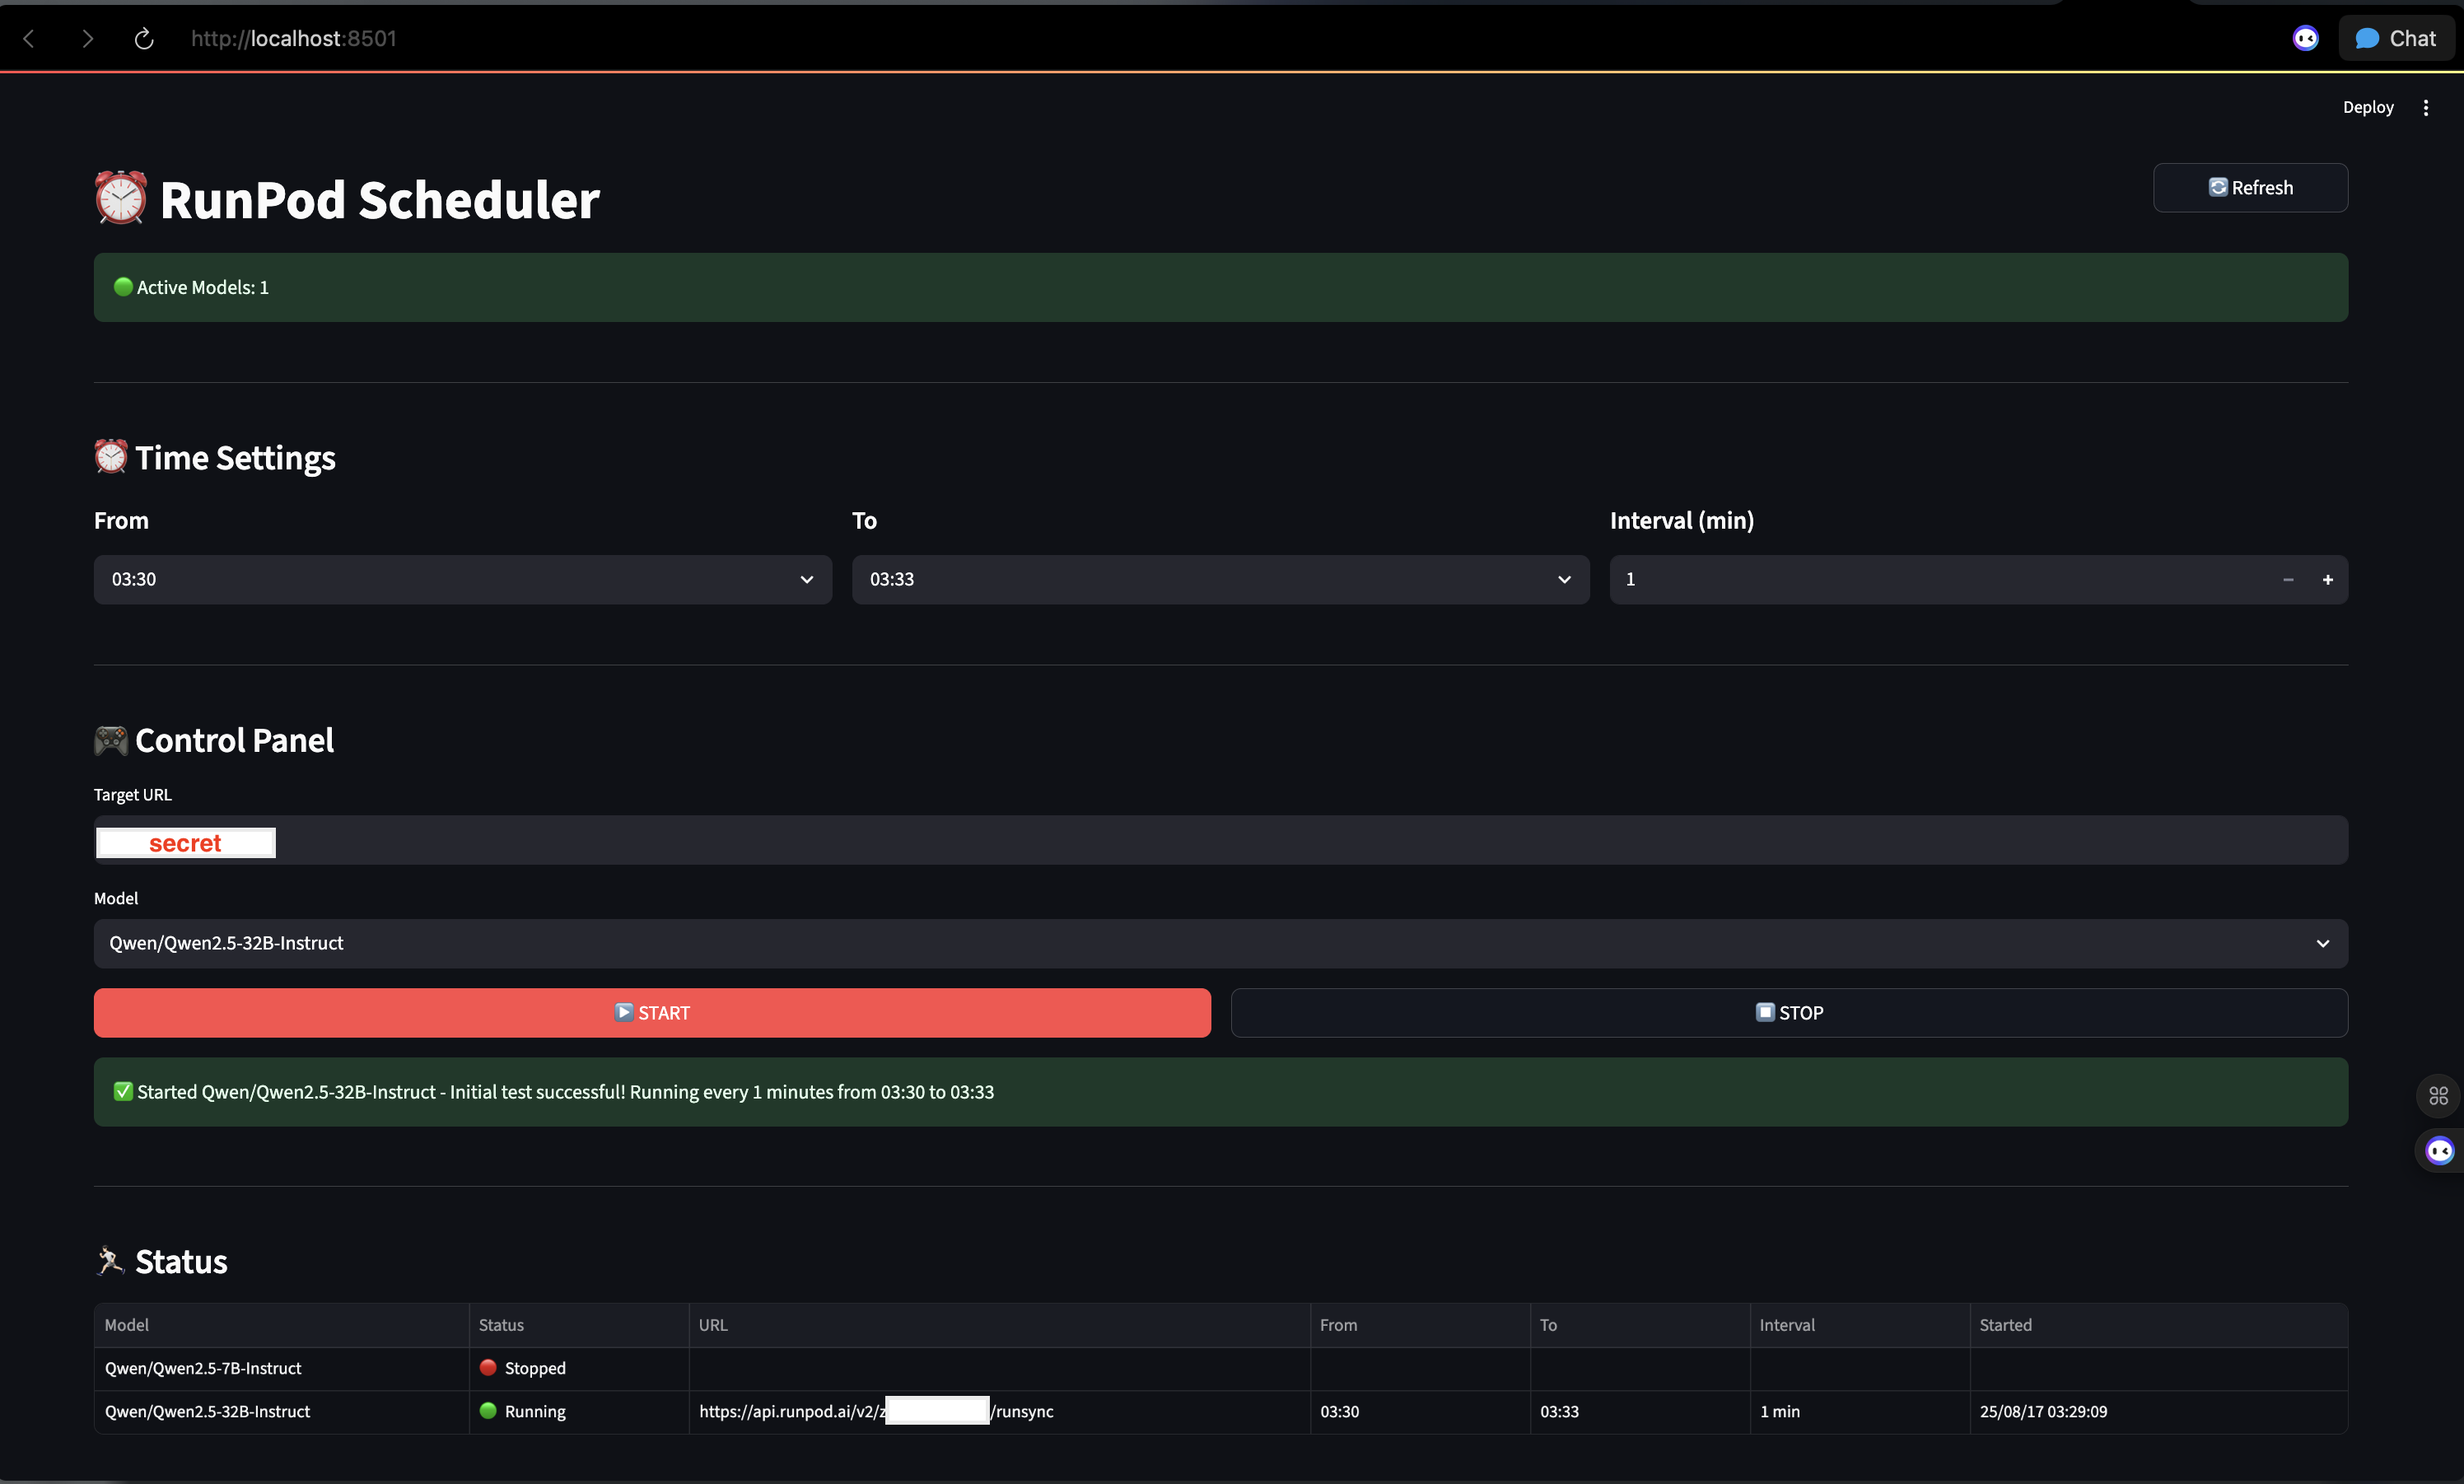 http://localhost:8501
Chat
Deploy
RunPod Scheduler
Refresh
Active Models: 1
Time Settings
From To Interval (min)
03:30 03:33 1
Control Panel
Target URL
secret
Model
Qwen/Qwen2.5-32B-Instruct
START STOP
Started Qwen/Qwen2.5-32B-Instruct - Initial test successful! Running every 1 minutes from 03:30 to 03:33
Status
Model Status URL From To Interval Started
Qwen/Qwen2.5-7B-Instruct Stopped
Qwen/Qwen2.5-32B-Instruct Running https://api.runpod.ai/v2/z /runsync 03:30 03:33 1 min 25/08/17 03:29:09